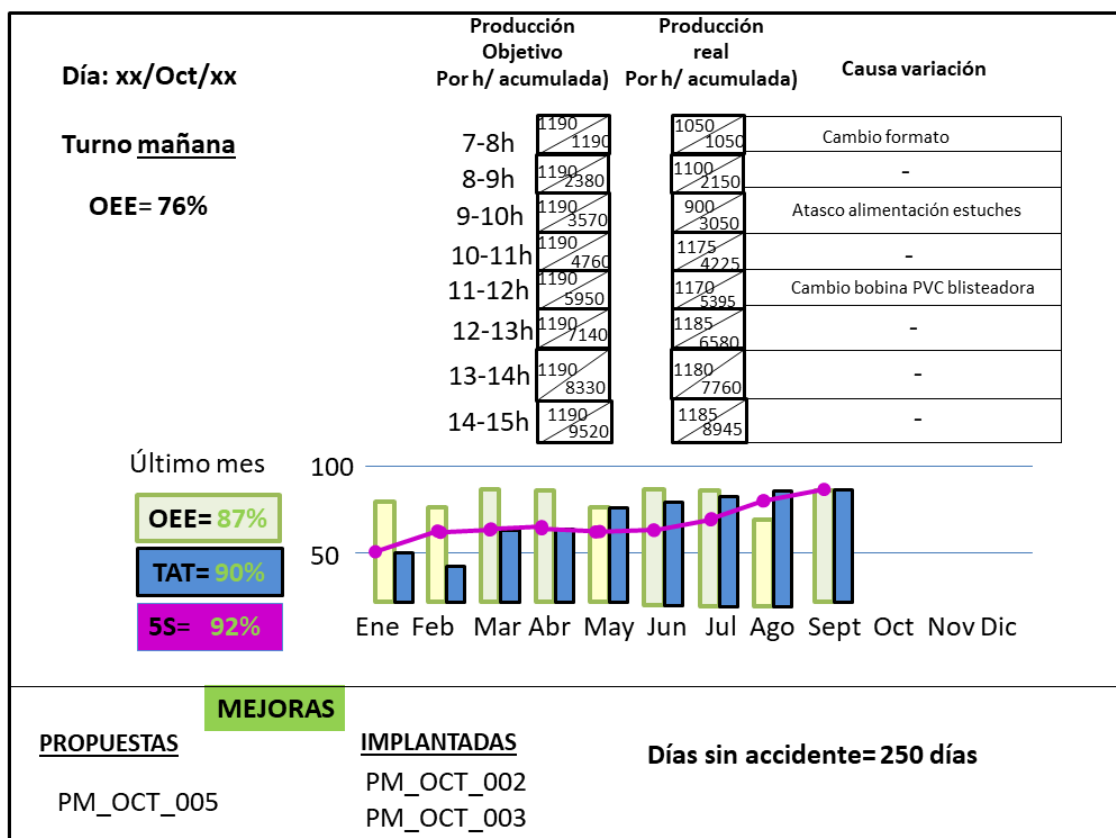 Producción
Objetivo
Por h/ acumulada)
Producción
real
Por h/ acumulada)
Causa variación
Día: xx/Oct/xx
Turno mañana
OEE= 76%
7-8h 1190 1190 1050 1050 Cambio formato
8-9h 1190 2380 1100 2150 -
9-10h 1190 3570 900 3050 Atasco alimentación estuches
10-11h 1190 4760 1175 4225 -
11-12h 1190 5950 1170 5395 Cambio bobina PVC blisteadora
12-13h 1190 7140 1185 6580 -
13-14h 1190 8330 1180 7760 -
14-15h 1190 9520 1185 8945 -
Último mes
OEE= 87%
TAT= 90%
5S= 92%
100
50
Ene Feb Mar Abr May Jun Jul Ago Sept Oct Nov Dic
MEJORAS
PROPUESTAS
PM_OCT_005
IMPLANTADAS
PM_OCT_002
PM_OCT_003
Días sin accidente= 250 días